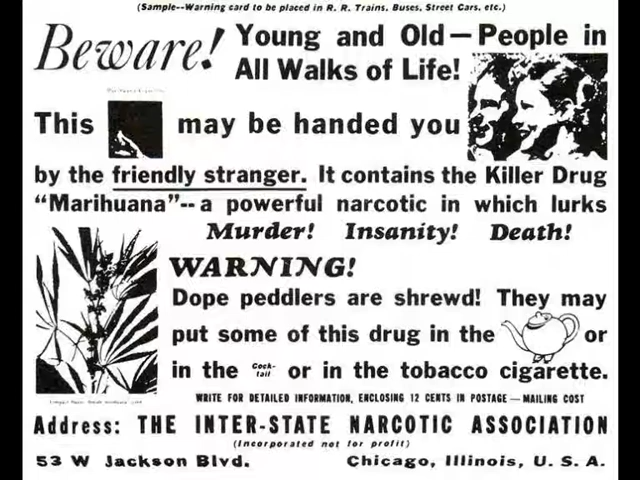 (Sample--Warning card to be placed in R. R. Trains, Buses, Street Cars, etc.)
Beware! Young and Old—People in
All Walks of Life!
This may be handed you
by the friendly stranger. It contains the Killer Drug
"Marihuana"--a powerful narcotic in which lurks
Murder! Insanity! Death!
WARNING!
Dope peddlers are shrewd! They may
put some of this drug in the or
in the Cock-tail or in the tobacco cigarette.
WRITE FOR DETAILED INFORMATION, ENCLOSING 12 CENTS IN POSTAGE — MAILING COST
Address: THE INTER-STATE NARCOTIC ASSOCIATION
(Incorporated not for profit)
53 W Jackson Blvd. Chicago, Illinois, U. S. A.